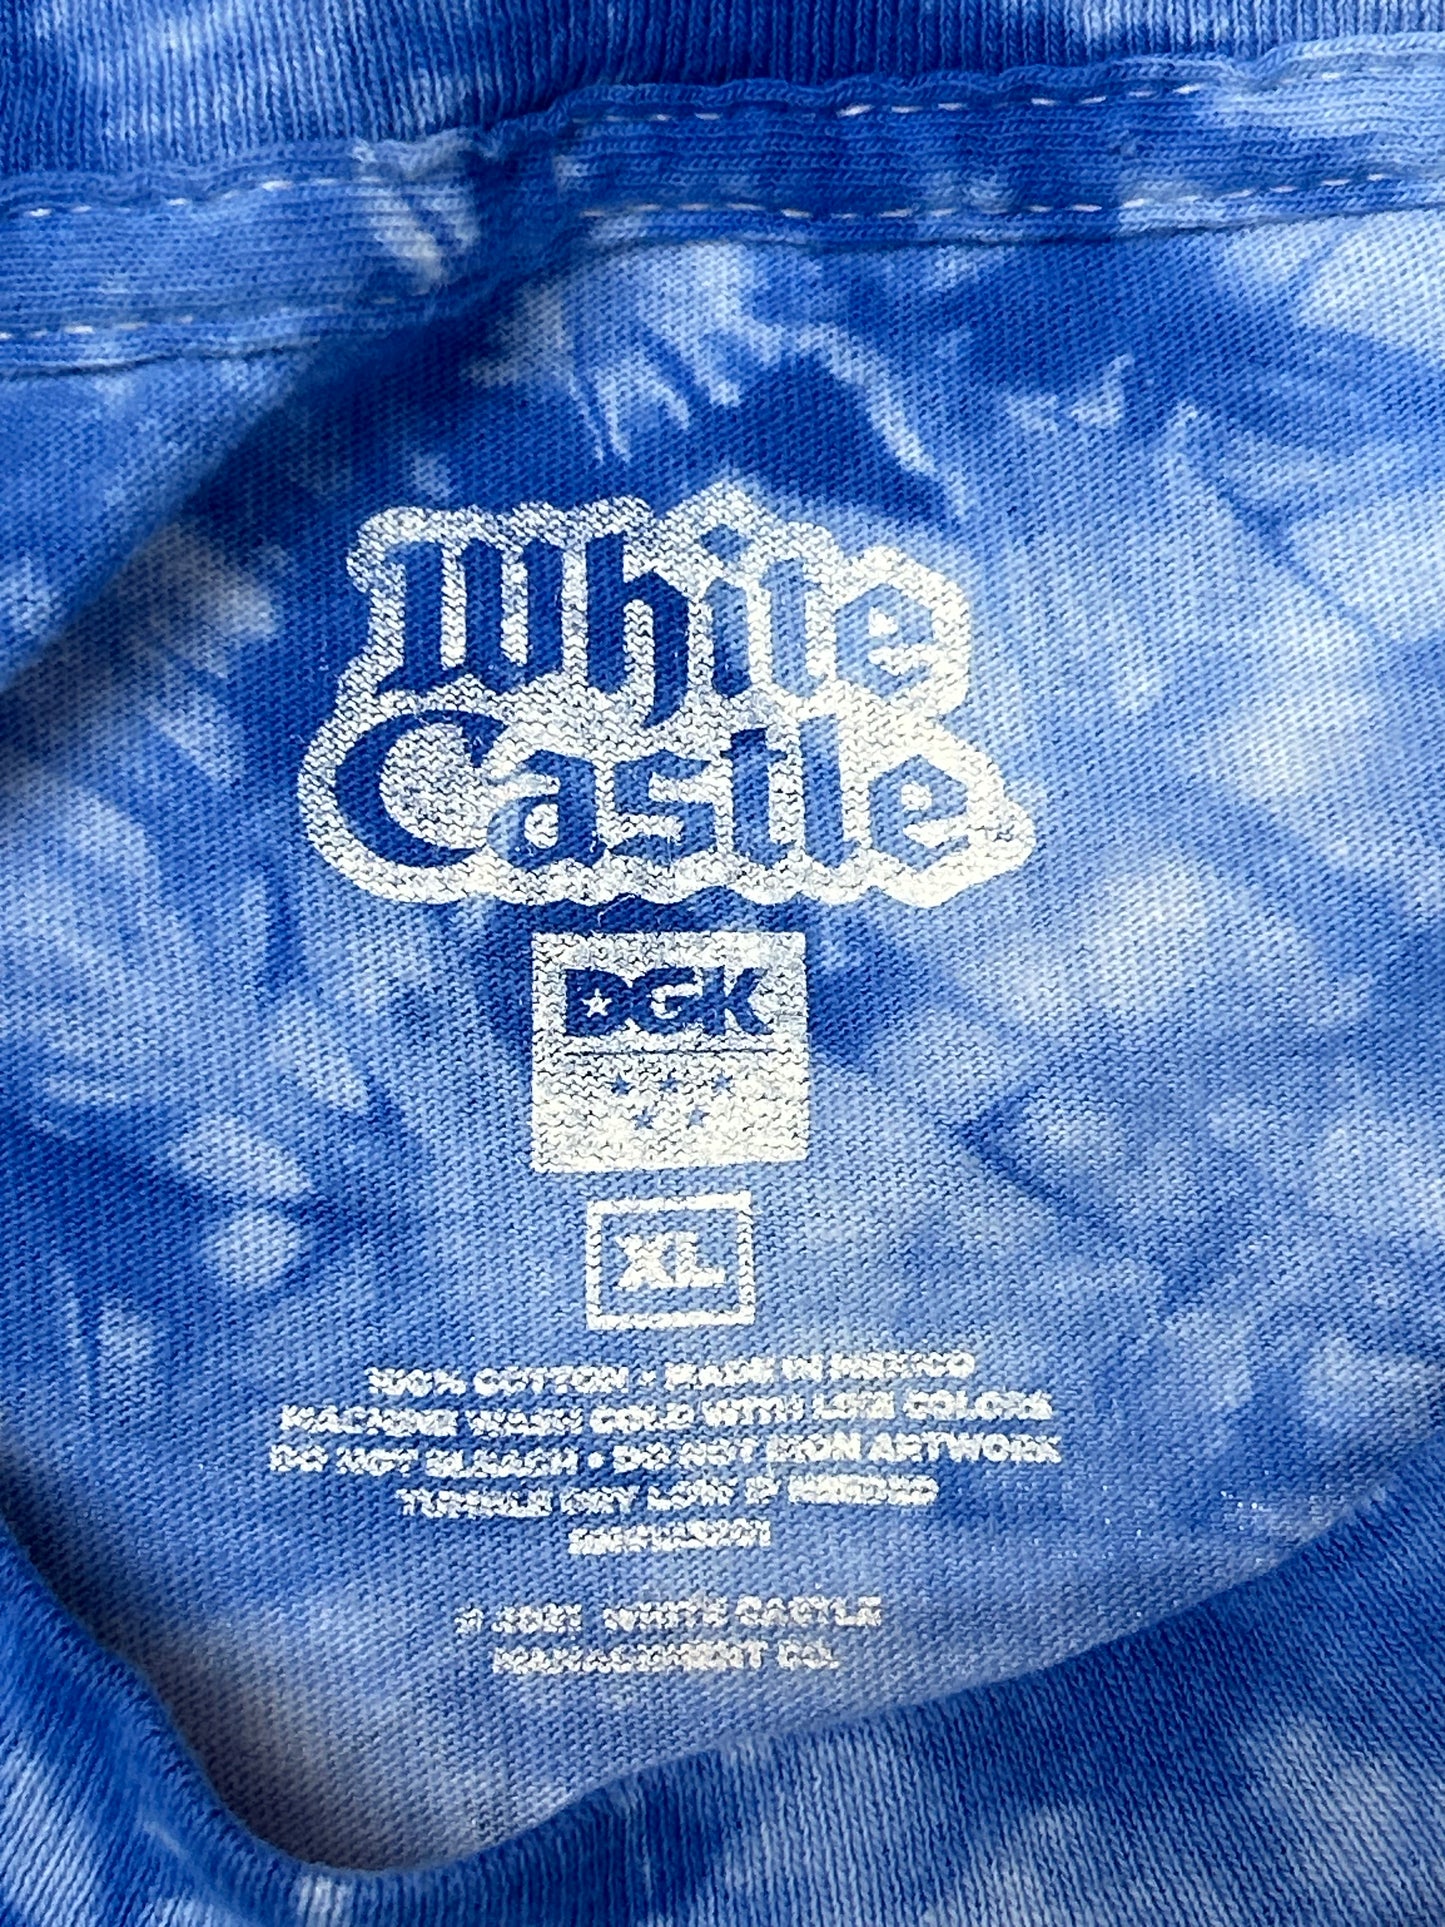 White
Castle
DGK
XL
100% COTTON • MADE IN MEXICO
MACHINE WASH COLD WITH LIKE COLORS
DO NOT BLEACH • DO NOT IRON ARTWORK
TUMBLE DRY LOW IF NEEDED
© 2021 WHITE CASTLE
MANAGEMENT CO.